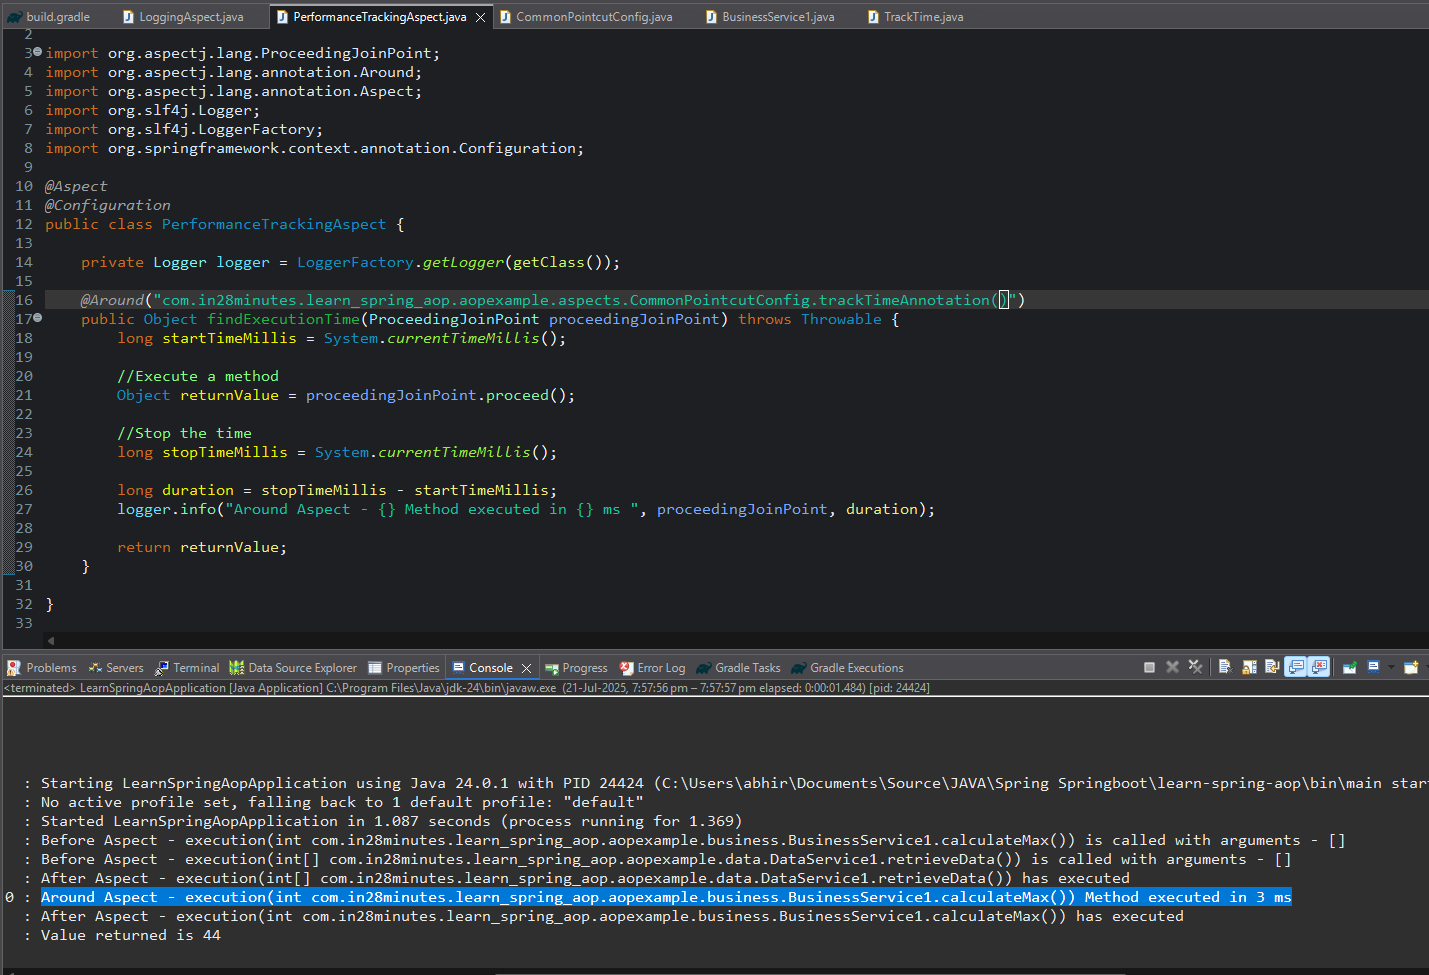 build.gradle LoggingAspect.java PerformanceTrackingAspect.java CommonPointcutConfig.java BusinessService1.java TrackTime.java
2
3 import org.aspectj.lang.ProceedingJoinPoint;
4 import org.aspectj.lang.annotation.Around;
5 import org.aspectj.lang.annotation.Aspect;
6 import org.slf4j.Logger;
7 import org.slf4j.LoggerFactory;
8 import org.springframework.context.annotation.Configuration;
9
10 @Aspect
11 @Configuration
12 public class PerformanceTrackingAspect {
13
14     private Logger logger = LoggerFactory.getLogger(getClass());
15
16     @Around("com.in28minutes.learn_spring_aop.aopexample.aspects.CommonPointcutConfig.trackTimeAnnotation()")
17     public Object findExecutionTime(ProceedingJoinPoint proceedingJoinPoint) throws Throwable {
18         long startTimeMillis = System.currentTimeMillis();
19
20         //Execute a method
21         Object returnValue = proceedingJoinPoint.proceed();
22
23         //Stop the time
24         long stopTimeMillis = System.currentTimeMillis();
25
26         long duration = stopTimeMillis - startTimeMillis;
27         logger.info("Around Aspect - {} Method executed in {} ms ", proceedingJoinPoint, duration);
28
29         return returnValue;
30     }
31
32 }
33
Problems Servers Terminal Data Source Explorer Properties Console Progress Error Log Gradle Tasks Gradle Executions
<terminated> LearnSpringAopApplication [Java Application] C:\Program Files\Java\jdk-24\bin\javaw.exe (21-Jul-2025, 7:57:56 pm – 7:57:57 pm elapsed: 0:00:01.484) [pid: 24424]
: Starting LearnSpringAopApplication using Java 24.0.1 with PID 24424 (C:\Users\abhir\Documents\Source\JAVA\Spring Springboot\learn-spring-aop\bin\main star
: No active profile set, falling back to 1 default profile: "default"
: Started LearnSpringAopApplication in 1.087 seconds (process running for 1.369)
: Before Aspect - execution(int com.in28minutes.learn_spring_aop.aopexample.business.BusinessService1.calculateMax()) is called with arguments - []
: Before Aspect - execution(int[] com.in28minutes.learn_spring_aop.aopexample.data.DataService1.retrieveData()) is called with arguments - []
: After Aspect - execution(int[] com.in28minutes.learn_spring_aop.aopexample.data.DataService1.retrieveData()) has executed
0 : Around Aspect - execution(int com.in28minutes.learn_spring_aop.aopexample.business.BusinessService1.calculateMax()) Method executed in 3 ms
: After Aspect - execution(int com.in28minutes.learn_spring_aop.aopexample.business.BusinessService1.calculateMax()) has executed
: Value returned is 44